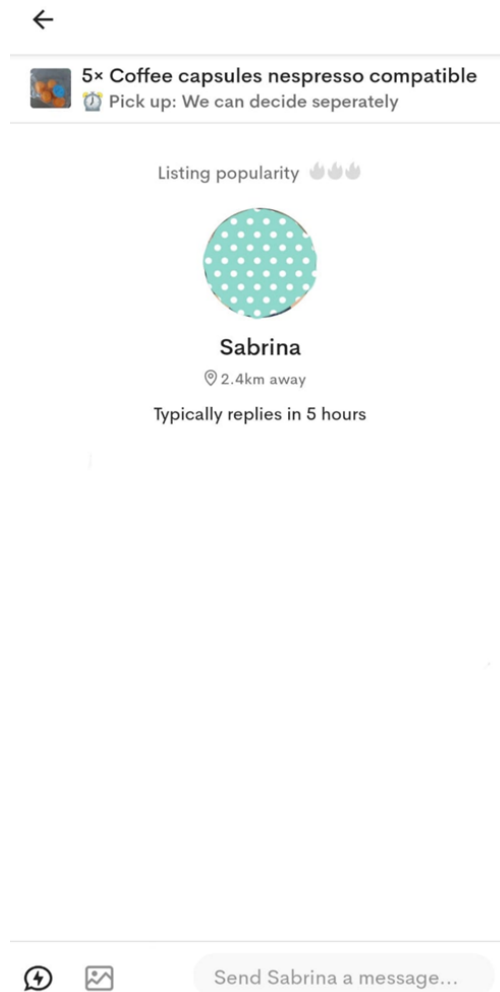 5× Coffee capsules nespresso compatible
⏰ Pick up: We can decide seperately
Listing popularity
Sabrina
2.4km away
Typically replies in 5 hours
Send Sabrina a message...